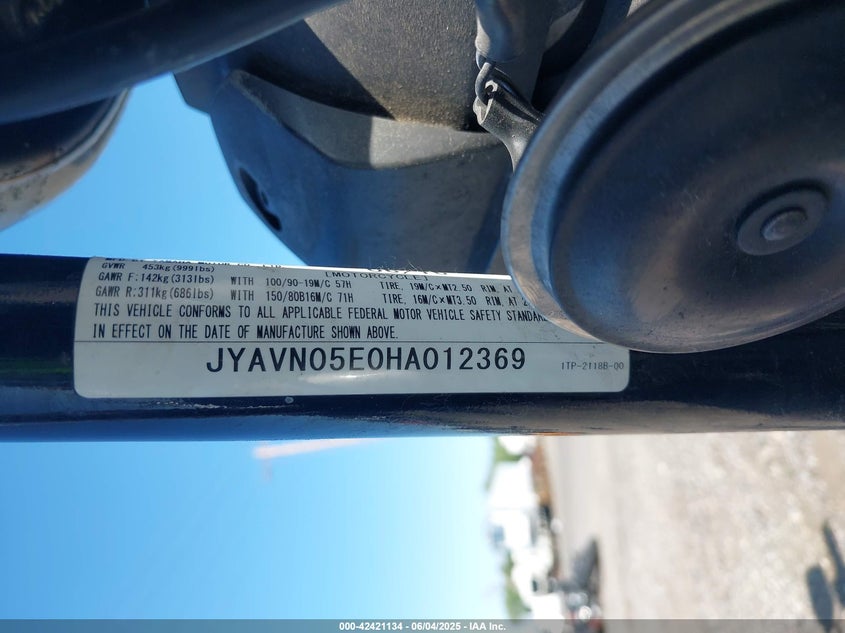 GVWR 453kg(999lbs)
[MOTORCYCLE]
GAWR F:142kg(313lbs) WITH 100/90-19M/C 57H TIRE, 19M/C×MT2.50 RIM, AT
GAWR R:311kg(686lbs) WITH 150/80B16M/C 71H TIRE, 16M/C×MT3.50 RIM, AT 2
THIS VEHICLE CONFORMS TO ALL APPLICABLE FEDERAL MOTOR VEHICLE SAFETY STANDA
IN EFFECT ON THE DATE OF MANUFACTURE SHOWN ABOVE.
JYAVN05E0HA012369
1TP-2118B-00
000-42421134 - 06/04/2025 - IAA Inc.